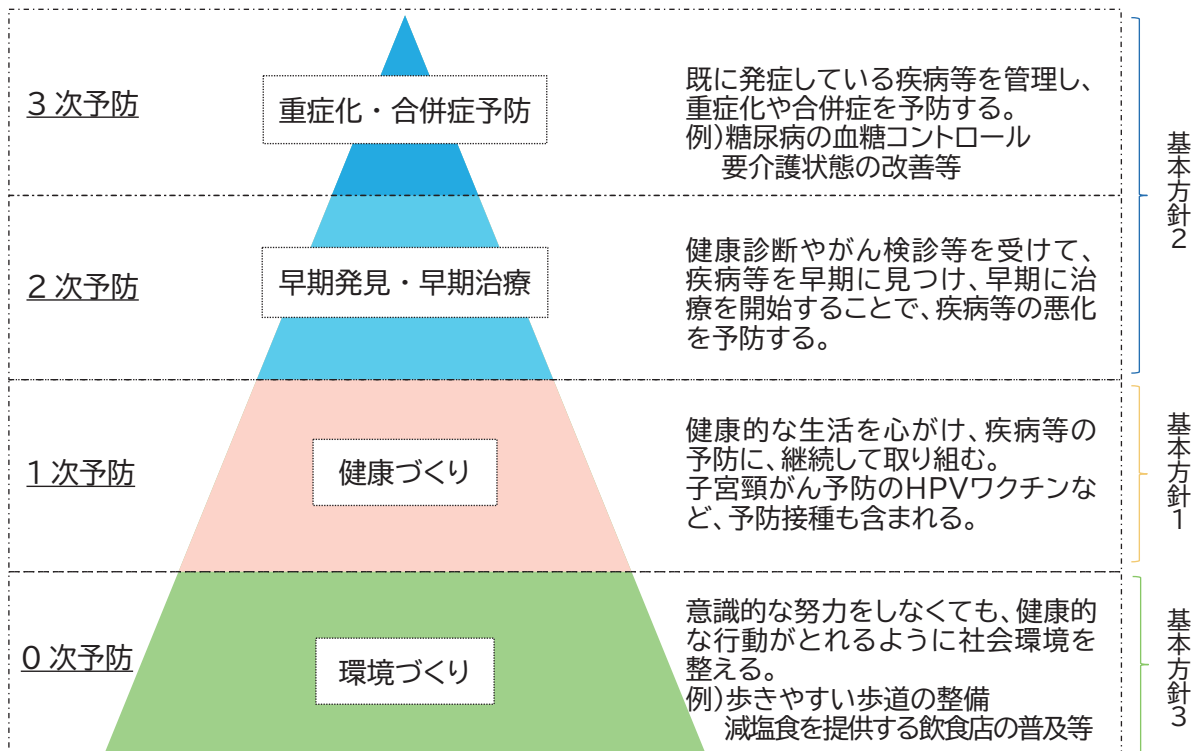 3次予防
重症化・合併症予防
既に発症している疾病等を管理し、
重症化や合併症を予防する。
例)糖尿病の血糖コントロール
要介護状態の改善等
基本方針2
2次予防
早期発見・早期治療
健康診断やがん検診等を受けて、
疾病等を早期に見つけ、早期に治
療を開始することで、疾病等の悪化
を予防する。
1次予防
健康づくり
健康的な生活を心がけ、疾病等の
予防に、継続して取り組む。
子宮頸がん予防のHPVワクチンな
ど、予防接種も含まれる。
基本方針1
0次予防
環境づくり
意識的な努力をしなくても、健康的
な行動がとれるように社会環境を
整える。
例)歩きやすい歩道の整備
減塩食を提供する飲食店の普及等
基本方針3